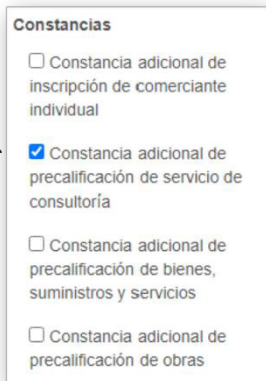 Constancias
Constancia adicional de
inscripción de comerciante
individual
Constancia adicional de
precalificación de servicio de
consultoría
Constancia adicional de
precalificación de bienes,
suministros y servicios
Constancia adicional de
precalificación de obras